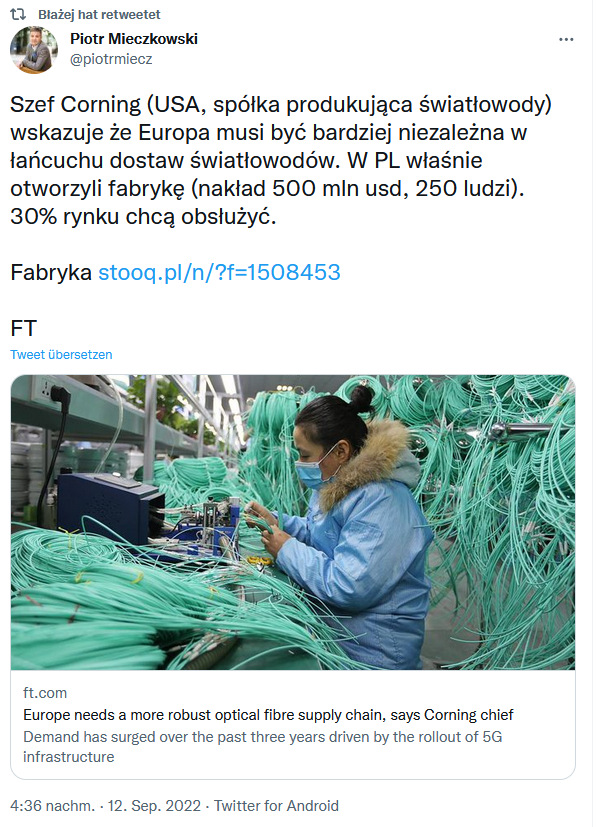 Błażej hat retweetet
Piotr Mieczkowski
@piotrmiecz
Szef Corning (USA, spółka produkująca światłowody)
wskazuje że Europa musi być bardziej niezależna w
łańcuchu dostaw światłowodów. W PL właśnie
otworzyli fabrykę (nakład 500 mln usd, 250 ludzi).
30% rynku chcą obsłużyć.
Fabryka stooq.pl/n/?f=1508453
FT
Tweet übersetzen
ft.com
Europe needs a more robust optical fibre supply chain, says Corning chief
Demand has surged over the past three years driven by the rollout of 5G
infrastructure
4:36 nachm. · 12. Sep. 2022 · Twitter for Android